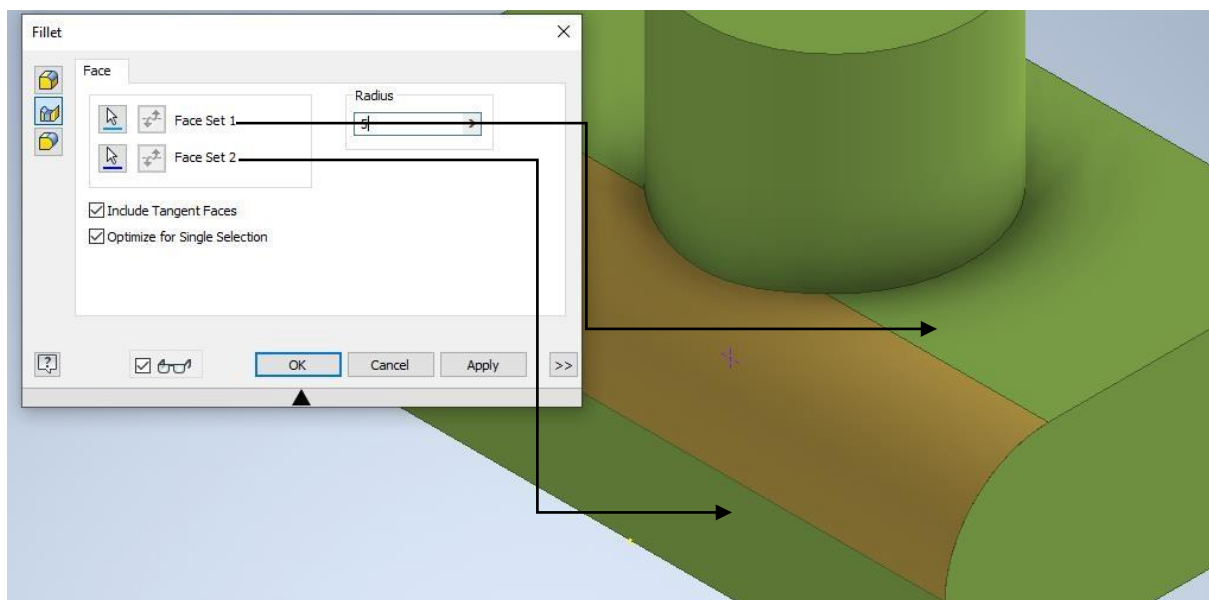 Fillet
Face
Radius
Face Set 1
5
Face Set 2
Include Tangent Faces
Optimize for Single Selection
OK
Cancel
Apply
>>